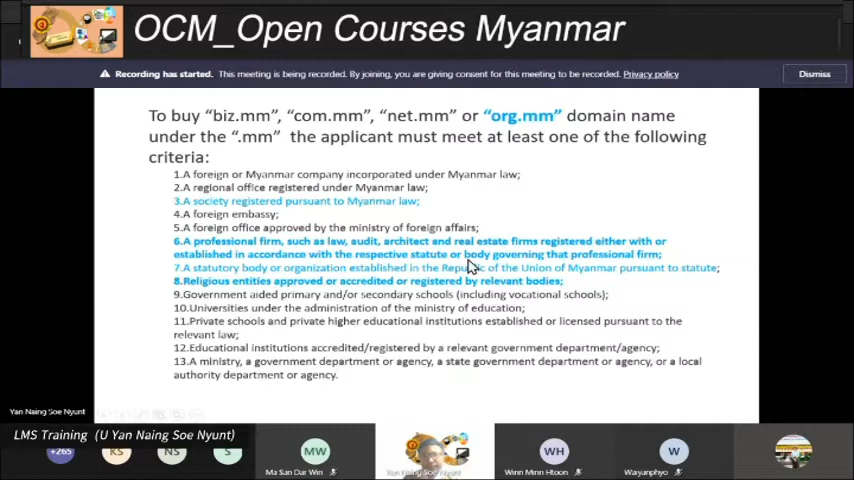 OCM_Open Courses Myanmar
Recording has started. This meeting is being recorded. By joining, you are giving consent for this meeting to be recorded. Privacy policy
Dismiss
To buy "biz.mm", "com.mm", "net.mm" or "org.mm" domain name
under the ".mm" the applicant must meet at least one of the following
criteria:
1.A foreign or Myanmar company incorporated under Myanmar law;
2.A regional office registered under Myanmar law;
3.A society registered pursuant to Myanmar law;
4.A foreign embassy;
5.A foreign office approved by the ministry of foreign affairs;
6.A professional firm, such as law, audit, architect and real estate firms registered either with or
established in accordance with the respective statute or body governing that professional firm;
7.A statutory body or organization established in the Republic of the Union of Myanmar pursuant to statute;
8.Religious entities approved or accredited or registered by relevant bodies;
9.Government aided primary and/or secondary schools (including vocational schools);
10.Universities under the administration of the ministry of education;
11.Private schools and private higher educational institutions established or licensed pursuant to the
relevant law;
12.Educational institutions accredited/registered by a relevant government department/agency;
13.A ministry, a government department or agency, a state government department or agency, or a local
authority department or agency.
Yan Naing Soe Nyunt
LMS Training (U Yan Naing Soe Nyunt)
+265
KS
NS
S
MW
Ma San Dar Win
Yan Naing Soe Nyunt
WH
Winn Minn Htoon
W
Waiyanphyo